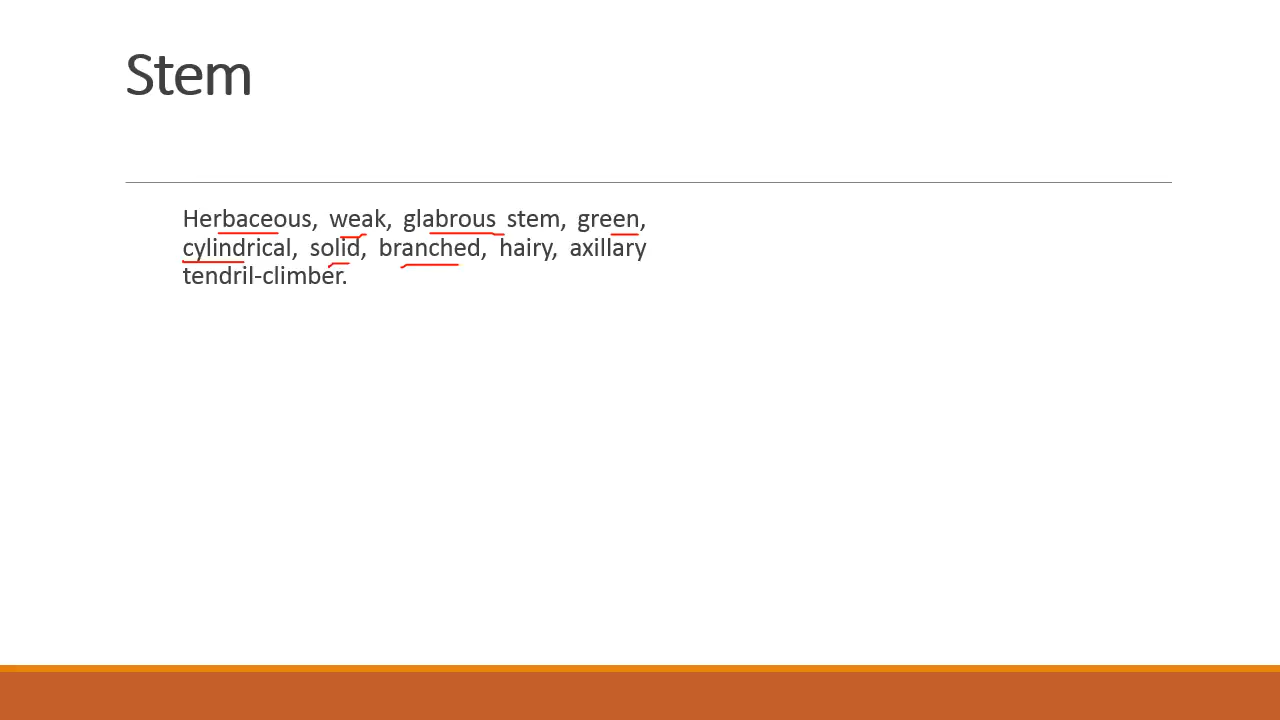 Stem
Herbaceous, weak, glabrous stem, green,
cylindrical, solid, branched, hairy, axillary
tendril-climber.